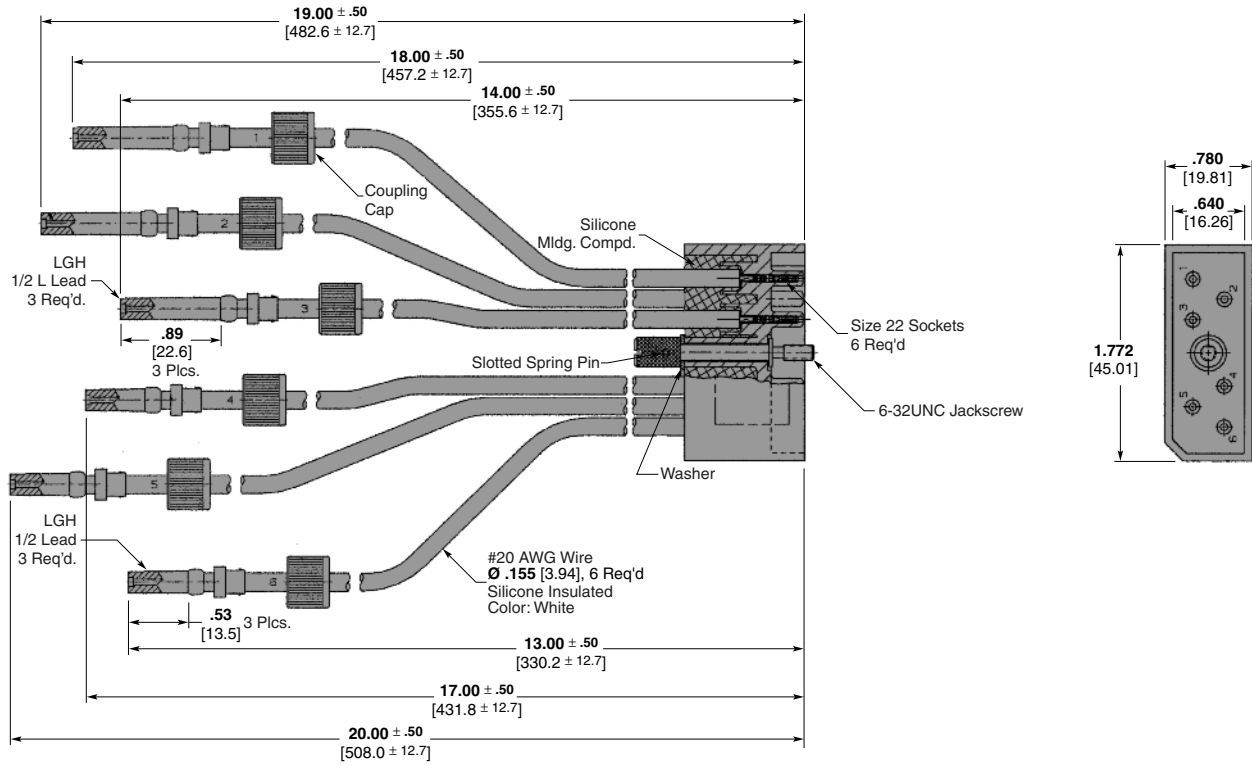 19.00 ± .50
[482.6 ± 12.7]
18.00 ± .50
[457.2 ± 12.7]
14.00 ± .50
[355.6 ± 12.7]
1
Coupling
Cap
2
Silicone
Mldg. Compd.
LGH
1/2 L Lead
3 Req'd.
3
.89
[22.6]
3 Plcs.
Slotted Spring Pin
Size 22 Sockets
6 Req'd
4
6-32UNC Jackscrew
Washer
5
LGH
1/2 Lead
3 Req'd.
#20 AWG Wire
Ø .155 [3.94], 6 Req'd
Silicone Insulated
Color: White
6
.53
[13.5]
3 Plcs.
13.00 ± .50
[330.2 ± 12.7]
17.00 ± .50
[431.8 ± 12.7]
20.00 ± .50
[508.0 ± 12.7]
.780
[19.81]
.640
[16.26]
1
2
3
1.772
[45.01]
4
5
6